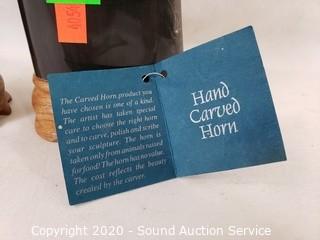 405
The Carved Horn product you
have chosen is one of a kind.
The artist has taken special
care to choose the right horn
and to carve, polish and scribe
your sculpture. The horn is
taken only from animals raised
for food! The horn has no value.
The cost reflects the beauty
created by the carver.
Hand
Carved
Horn
Copyright 2020 - Sound Auction Service